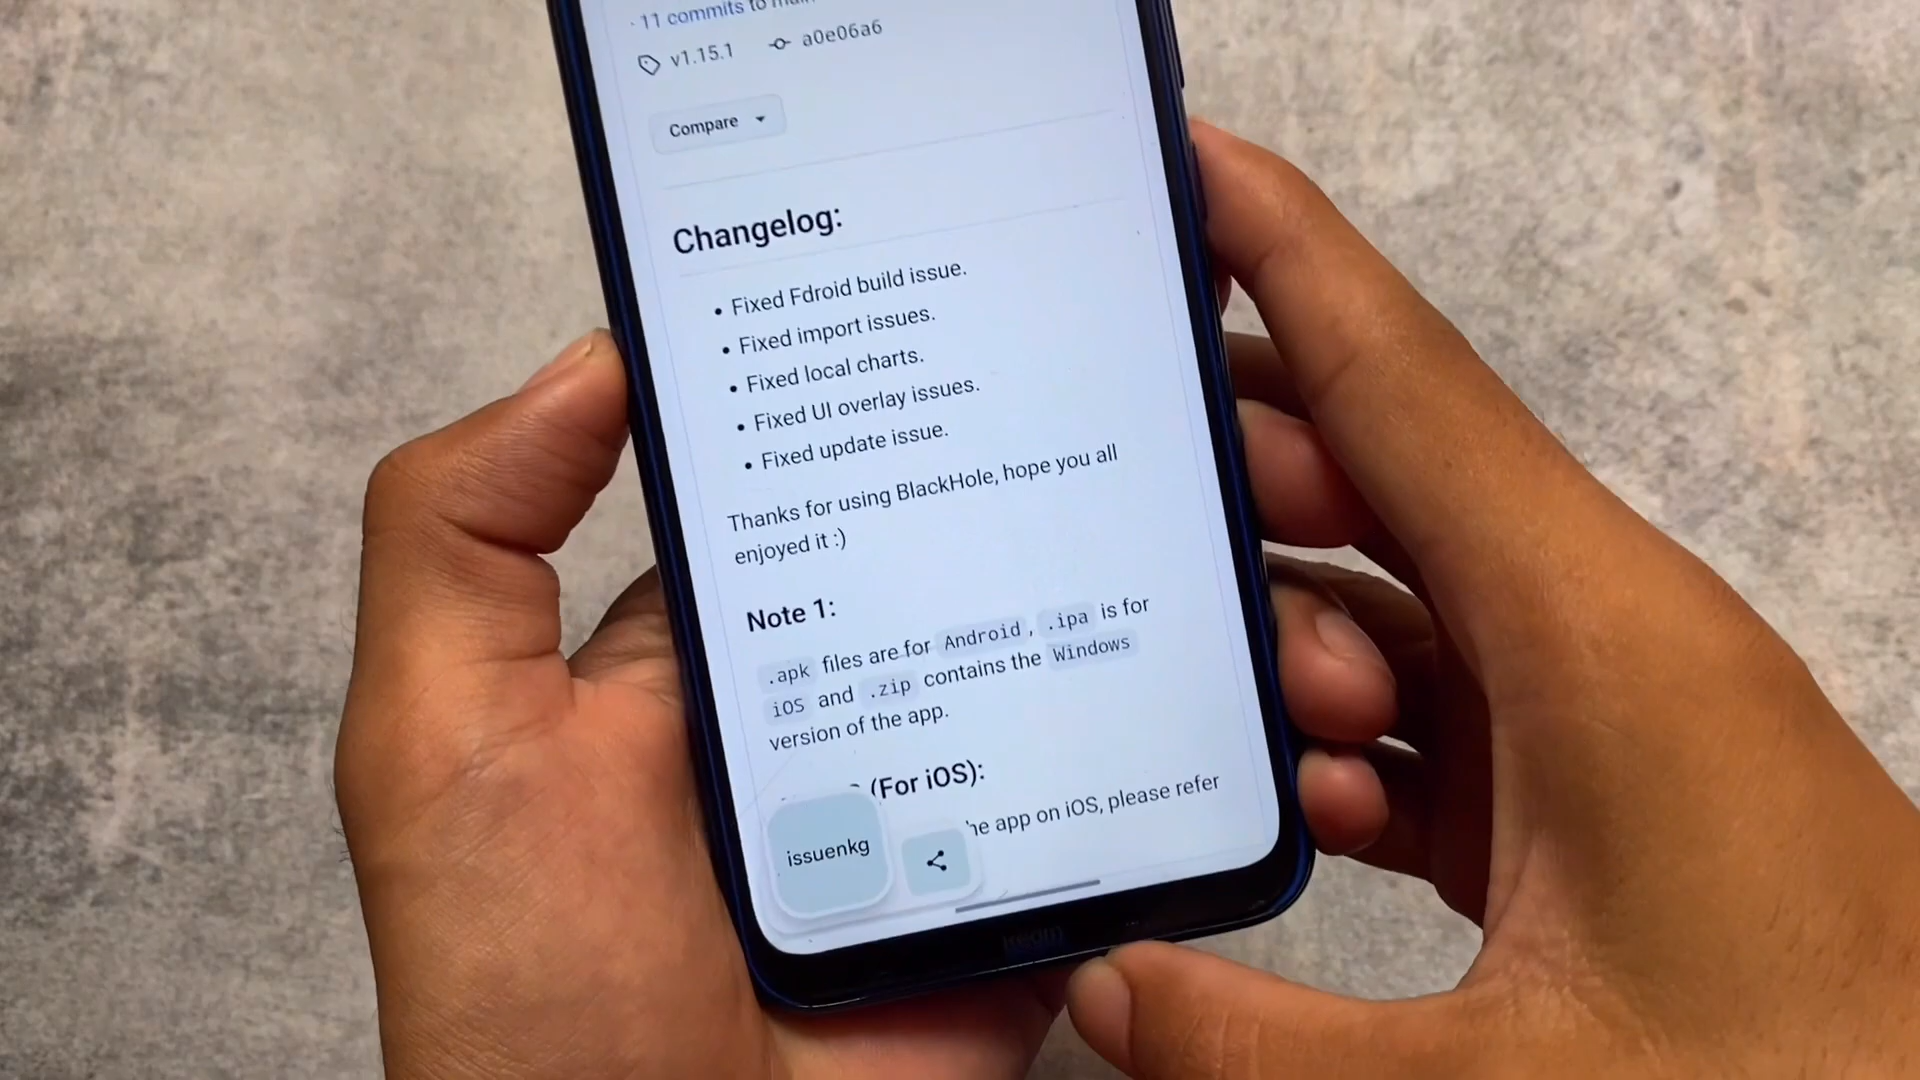 · 11 commits to main
v1.15.1 a0e06a6
Compare
Changelog:
• Fixed Fdroid build issue.
• Fixed import issues.
• Fixed local charts.
• Fixed UI overlay issues.
• Fixed update issue.
Thanks for using BlackHole, hope you all
enjoyed it :)
Note 1:
.apk files are for Android, .ipa is for
iOS and .zip contains the Windows
version of the app.
(For iOS):
he app on iOS, please refer
issuenkg